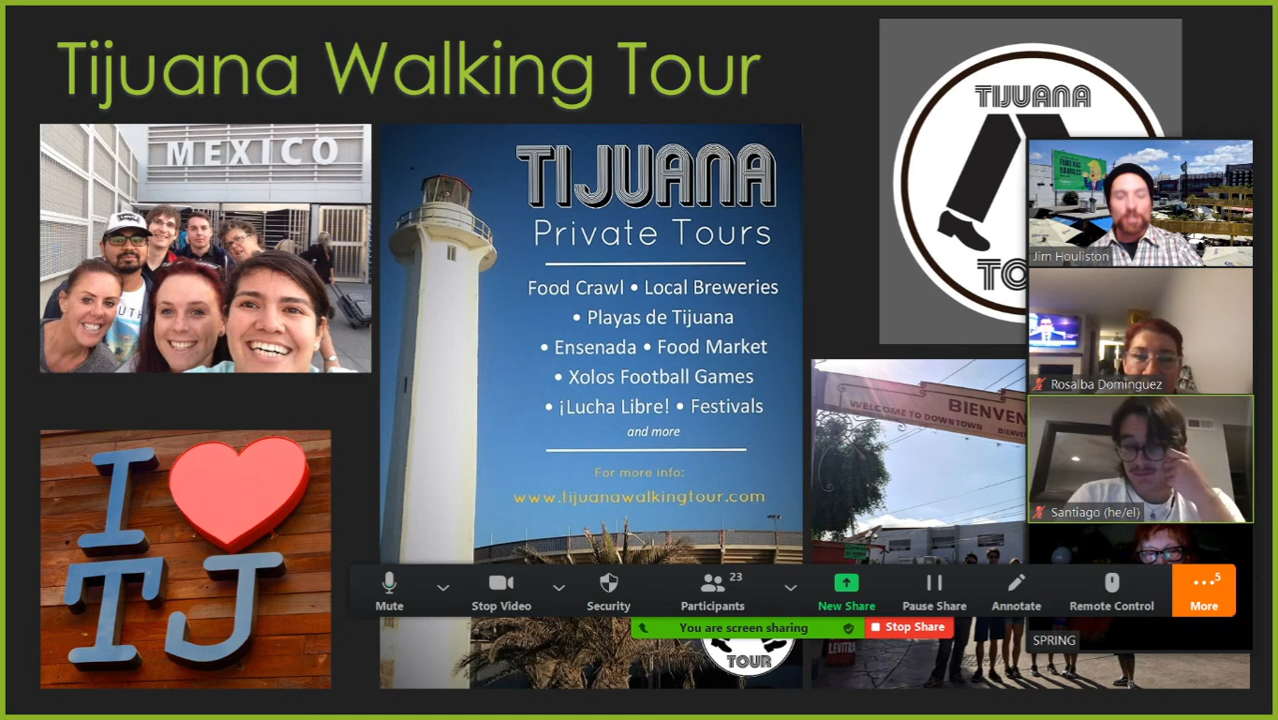 Tijuana Walking Tour
MEXICO
TIJUANA
Private Tours
Food Crawl • Local Breweries
• Playas de Tijuana
• Ensenada • Food Market
• Xolos Football Games
• ¡Lucha Libre! • Festivals
and more
For more info:
www.tijuanawalkingtour.com
TOUR
TIJUANA
TO
I
TJ
WELCOME TO DOWNTOWN
BIENVEN
BIENVE
LEVITRA
Jim Houliston
Rosalba Dominguez
Santiago (he/el)
SPRING
Mute
Stop Video
Security
23
Participants
New Share
Pause Share
Annotate
Remote Control
5
More
You are screen sharing
Stop Share